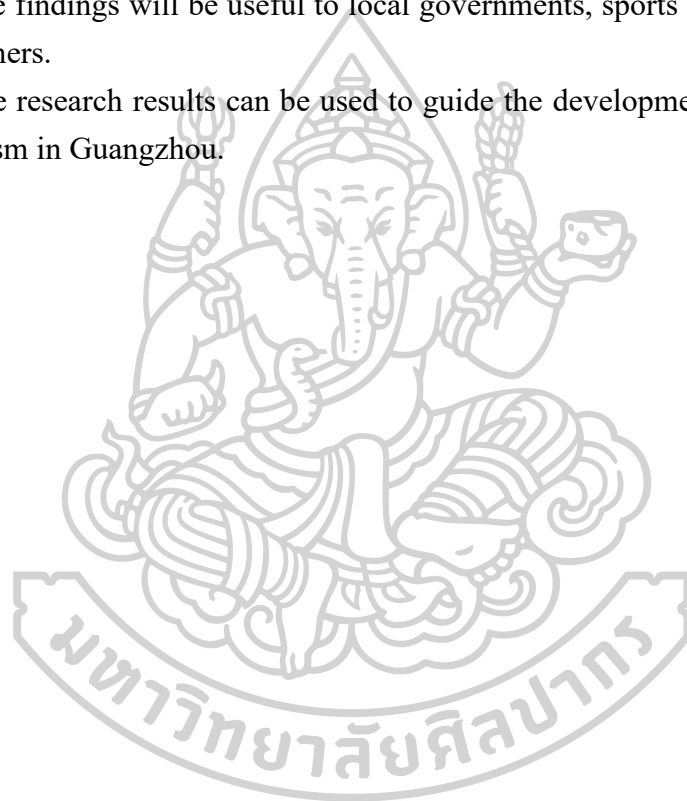 e findings will be useful to local governments, sports
ners.
e research results can be used to guide the developme
sm in Guangzhou.
มหาวิทยาลัยศิลปากร